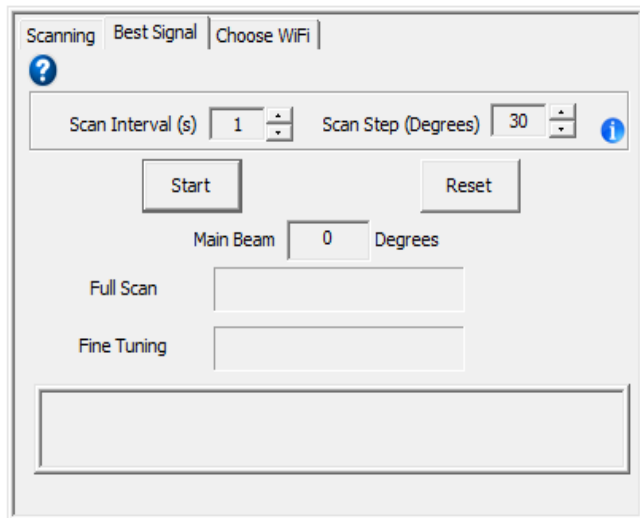 Scanning Best Signal Choose WiFi
?
Scan Interval (s) 1 Scan Step (Degrees) 30 i
Start Reset
Main Beam 0 Degrees
Full Scan
Fine Tuning